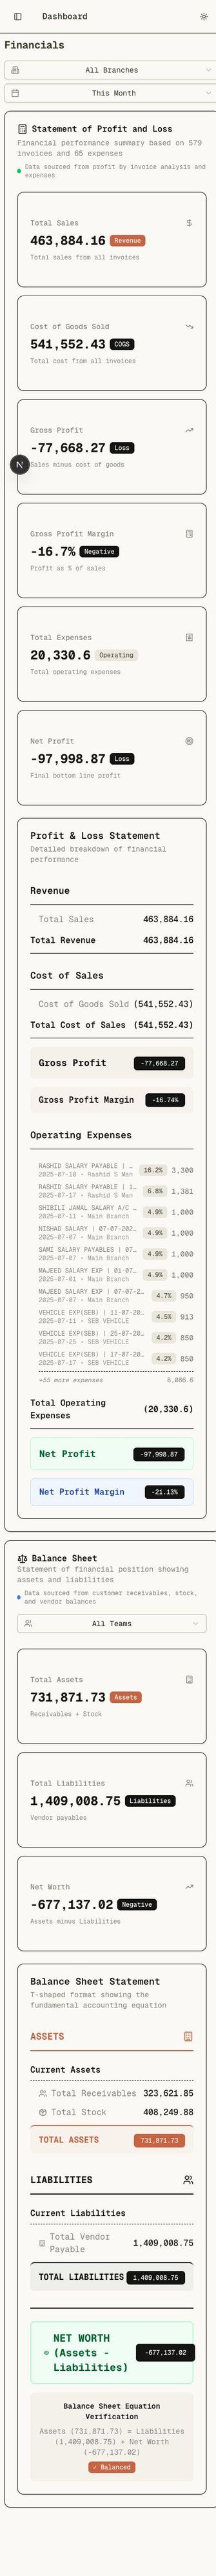 Dashboard
Financials
All Branches
This Month
Statement of Profit and Loss
Financial performance summary based on 579
invoices and 65 expenses
Data sourced from profit by invoice analysis and
expenses
Total Sales
463,884.16 Revenue
Total sales from all invoices
Cost of Goods Sold
541,552.43 COGS
Total cost from all invoices
Gross Profit
-77,668.27 Loss
N
Sales minus cost of goods
Gross Profit Margin
-16.7% Negative
Profit as % of sales
Total Expenses
20,330.6 Operating
Total operating expenses
Net Profit
-97,998.87 Loss
Final bottom line profit
Profit & Loss Statement
Detailed breakdown of financial
performance
Revenue
Total Sales 463,884.16
Total Revenue 463,884.16
Cost of Sales
Cost of Goods Sold (541,552.43)
Total Cost of Sales (541,552.43)
Gross Profit -77,668.27
Gross Profit Margin -16.74%
Operating Expenses
RASHID SALARY PAYABLE | … 16.2% 3,300
2025-07-10 • Rashid S Man
RASHID SALARY PAYABLE | 1… 6.8% 1,381
2025-07-17 • Rashid S Man
SHIBILI JAMAL SALARY A/C … 4.9% 1,000
2025-07-11 • Main Branch
NISHAD SALARY | 07-07-202… 4.9% 1,000
2025-07-07 • Main Branch
SAMI SALARY PAYABLES | 07… 4.9% 1,000
2025-07-07 • Main Branch
MAJEED SALARY EXP | 01-07… 4.9% 1,000
2025-07-01 • Main Branch
MAJEED SALARY EXP | 07-07-2… 4.7% 950
2025-07-07 • Main Branch
VEHICLE EXP(SEB) | 11-07-20… 4.5% 913
2025-07-11 • SEB VEHICLE
VEHICLE EXP(SEB) | 25-07-20… 4.2% 850
2025-07-25 • SEB VEHICLE
VEHICLE EXP(SEB) | 17-07-20… 4.2% 850
2025-07-17 • SEB VEHICLE
+55 more expenses 8,086.6
Total Operating
Expenses (20,330.6)
Net Profit -97,998.87
Net Profit Margin -21.13%
Balance Sheet
Statement of financial position showing
assets and liabilities
Data sourced from customer receivables, stock,
and vendor balances
All Teams
Total Assets
731,871.73 Assets
Receivables + Stock
Total Liabilities
1,409,008.75 Liabilities
Vendor payables
Net Worth
-677,137.02 Negative
Assets minus Liabilities
Balance Sheet Statement
T-shaped format showing the
fundamental accounting equation
ASSETS
Current Assets
Total Receivables 323,621.85
Total Stock 408,249.88
TOTAL ASSETS 731,871.73
LIABILITIES
Current Liabilities
Total Vendor
Payable 1,409,008.75
TOTAL LIABILITIES 1,409,008.75
NET WORTH
(Assets -
Liabilities) -677,137.02
Balance Sheet Equation
Verification
Assets (731,871.73) = Liabilities
(1,409,008.75) + Net Worth
(-677,137.02)
✓ Balanced